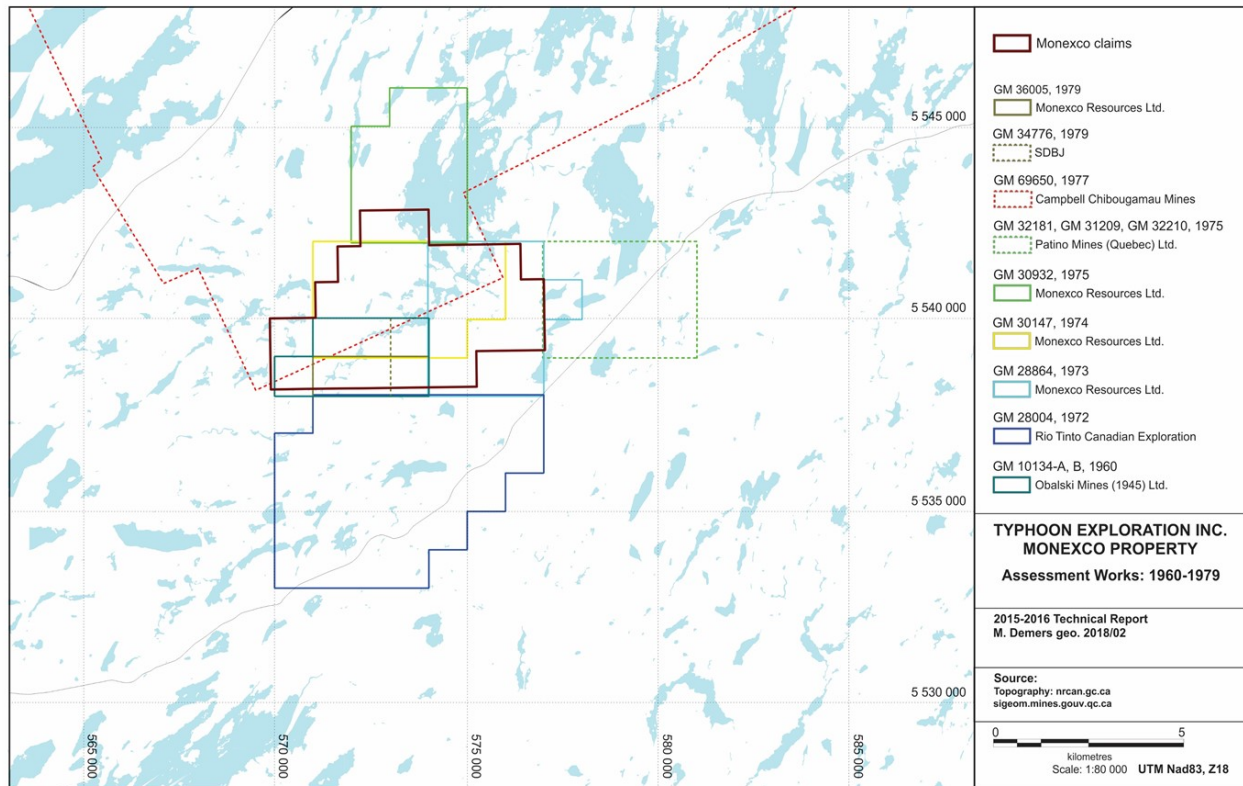 5 545 000
5 540 000
5 535 000
5 530 000
565 000
570 000
575 000
580 000
585 000
Monexco claims
GM 36005, 1979
Monexco Resources Ltd.
GM 34776, 1979
SDBJ
GM 69650, 1977
Campbell Chibougamau Mines
GM 32181, GM 31209, GM 32210, 1975
Patino Mines (Quebec) Ltd.
GM 30932, 1975
Monexco Resources Ltd.
GM 30147, 1974
Monexco Resources Ltd.
GM 28864, 1973
Monexco Resources Ltd.
GM 28004, 1972
Rio Tinto Canadian Exploration
GM 10134-A, B, 1960
Obalski Mines (1945) Ltd.
TYPHOON EXPLORATION INC.
MONEXCO PROPERTY
Assessment Works: 1960-1979
2015-2016 Technical Report
M. Demers geo. 2018/02
Source:
Topography: nrcan.gc.ca
sigeom.mines.gouv.qc.ca
0 5
kilometres
Scale: 1:80 000 UTM Nad83, Z18